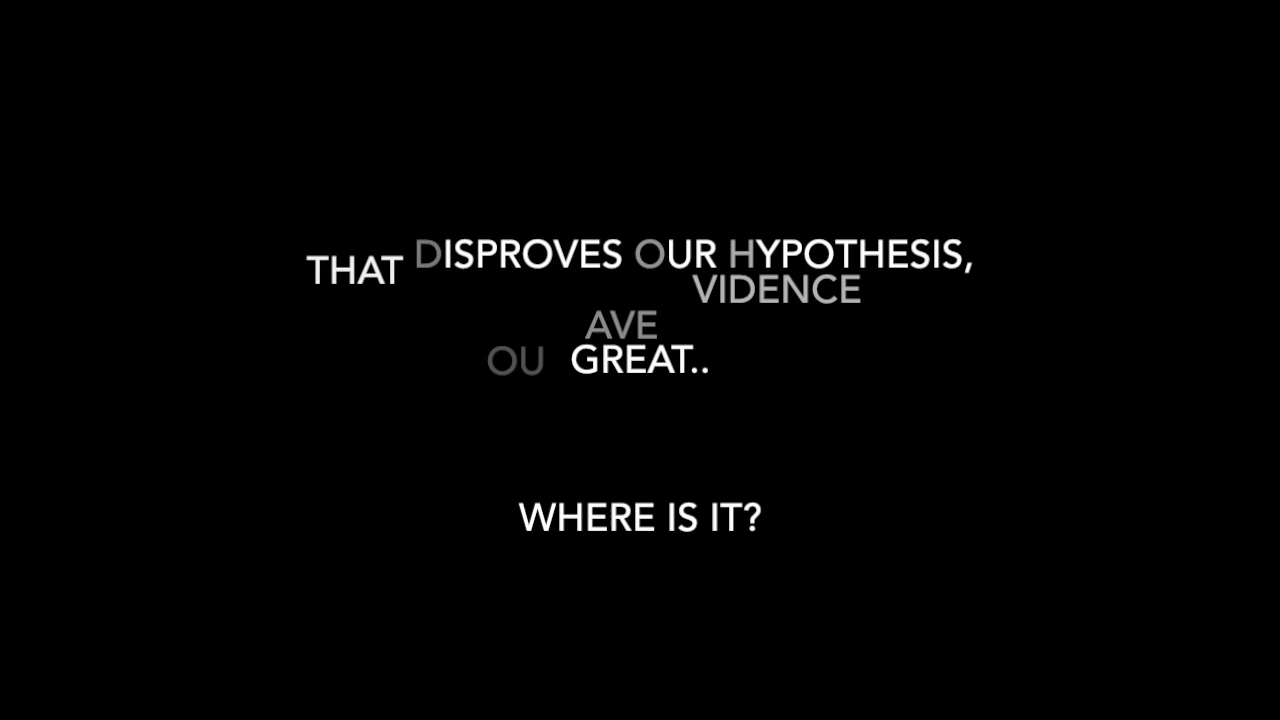 THAT DISPROVES OUR HYPOTHESIS,
VIDENCE
AVE
OU GREAT..
WHERE IS IT?